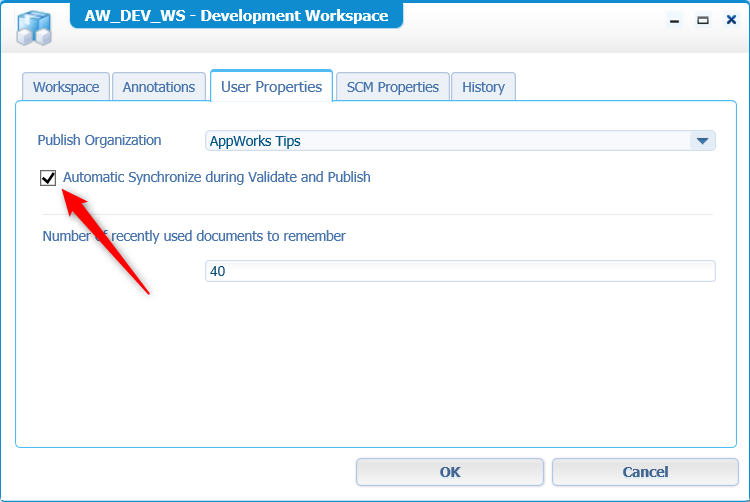 AW_DEV_WS - Development Workspace
Workspace Annotations User Properties SCM Properties History
Publish Organization AppWorks Tips
Automatic Synchronize during Validate and Publish
Number of recently used documents to remember
40
OK Cancel